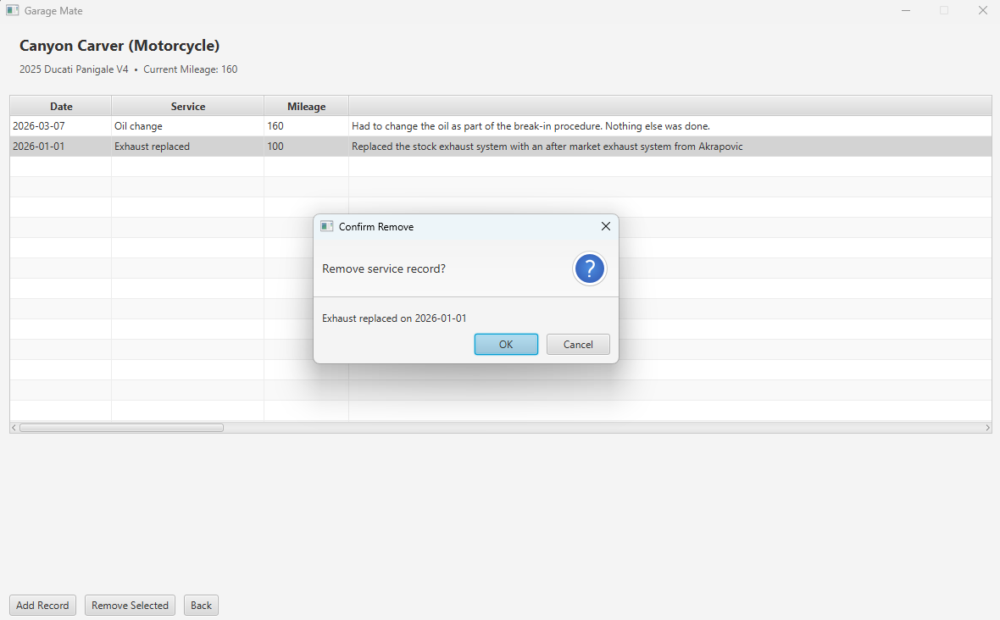 Garage Mate
Canyon Carver (Motorcycle)
2025 Ducati Panigale V4 • Current Mileage: 160
Date Service Mileage
2026-03-07 Oil change 160 Had to change the oil as part of the break-in procedure. Nothing else was done.
2026-01-01 Exhaust replaced 100 Replaced the stock exhaust system with an after market exhaust system from Akrapovic
Confirm Remove
Remove service record?
?
Exhaust replaced on 2026-01-01
OK Cancel
Add Record Remove Selected Back